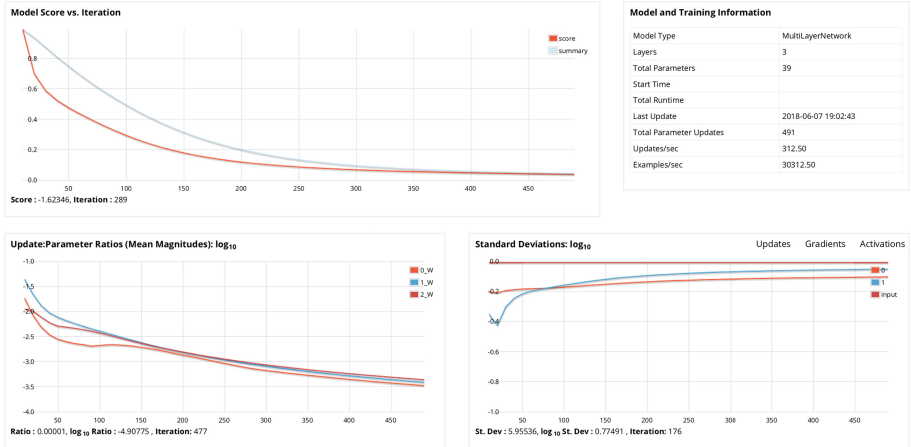 Model Score vs. Iteration
score
summary
0.8
0.6
0.4
0.2
0.0
50 100 150 200 250 300 350 400 450
Score : -1.62346, Iteration : 289
Model and Training Information
Model Type MultiLayerNetwork
Layers 3
Total Parameters 39
Start Time
Total Runtime
Last Update 2018-06-07 19:02:43
Total Parameter Updates 491
Updates/sec 312.50
Examples/sec 30312.50
Update:Parameter Ratios (Mean Magnitudes): log10
-1.0
0_W
-1.5
1_W
2_W
-2.0
-2.5
-3.0
-3.5
-4.0
50 100 150 200 250 300 350 400 450
Ratio : 0.00001, log 10 Ratio : -4.90775 , Iteration: 477
Standard Deviations: log10 Updates Gradients Activations
0.0
0
1
-0.2
input
-0.4
-0.6
-0.8
-1.0
50 100 150 200 250 300 350 400 450
St. Dev : 5.95536, log 10 St. Dev : 0.77491 , Iteration: 176